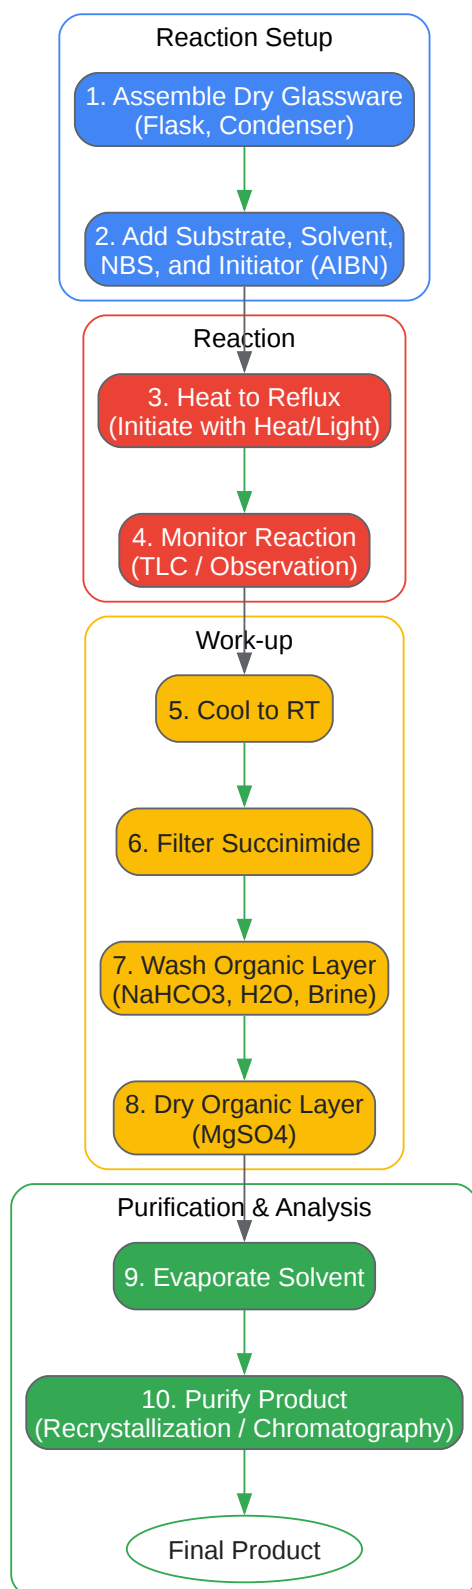 Reaction Setup
1. Assemble Dry Glassware
(Flask, Condenser)
2. Add Substrate, Solvent,
NBS, and Initiator (AIBN)
Reaction
3. Heat to Reflux
(Initiate with Heat/Light)
4. Monitor Reaction
(TLC / Observation)
Work-up
5. Cool to RT
6. Filter Succinimide
7. Wash Organic Layer
(NaHCO3, H2O, Brine)
8. Dry Organic Layer
(MgSO4)
Purification & Analysis
9. Evaporate Solvent
10. Purify Product
(Recrystallization / Chromatography)
Final Product